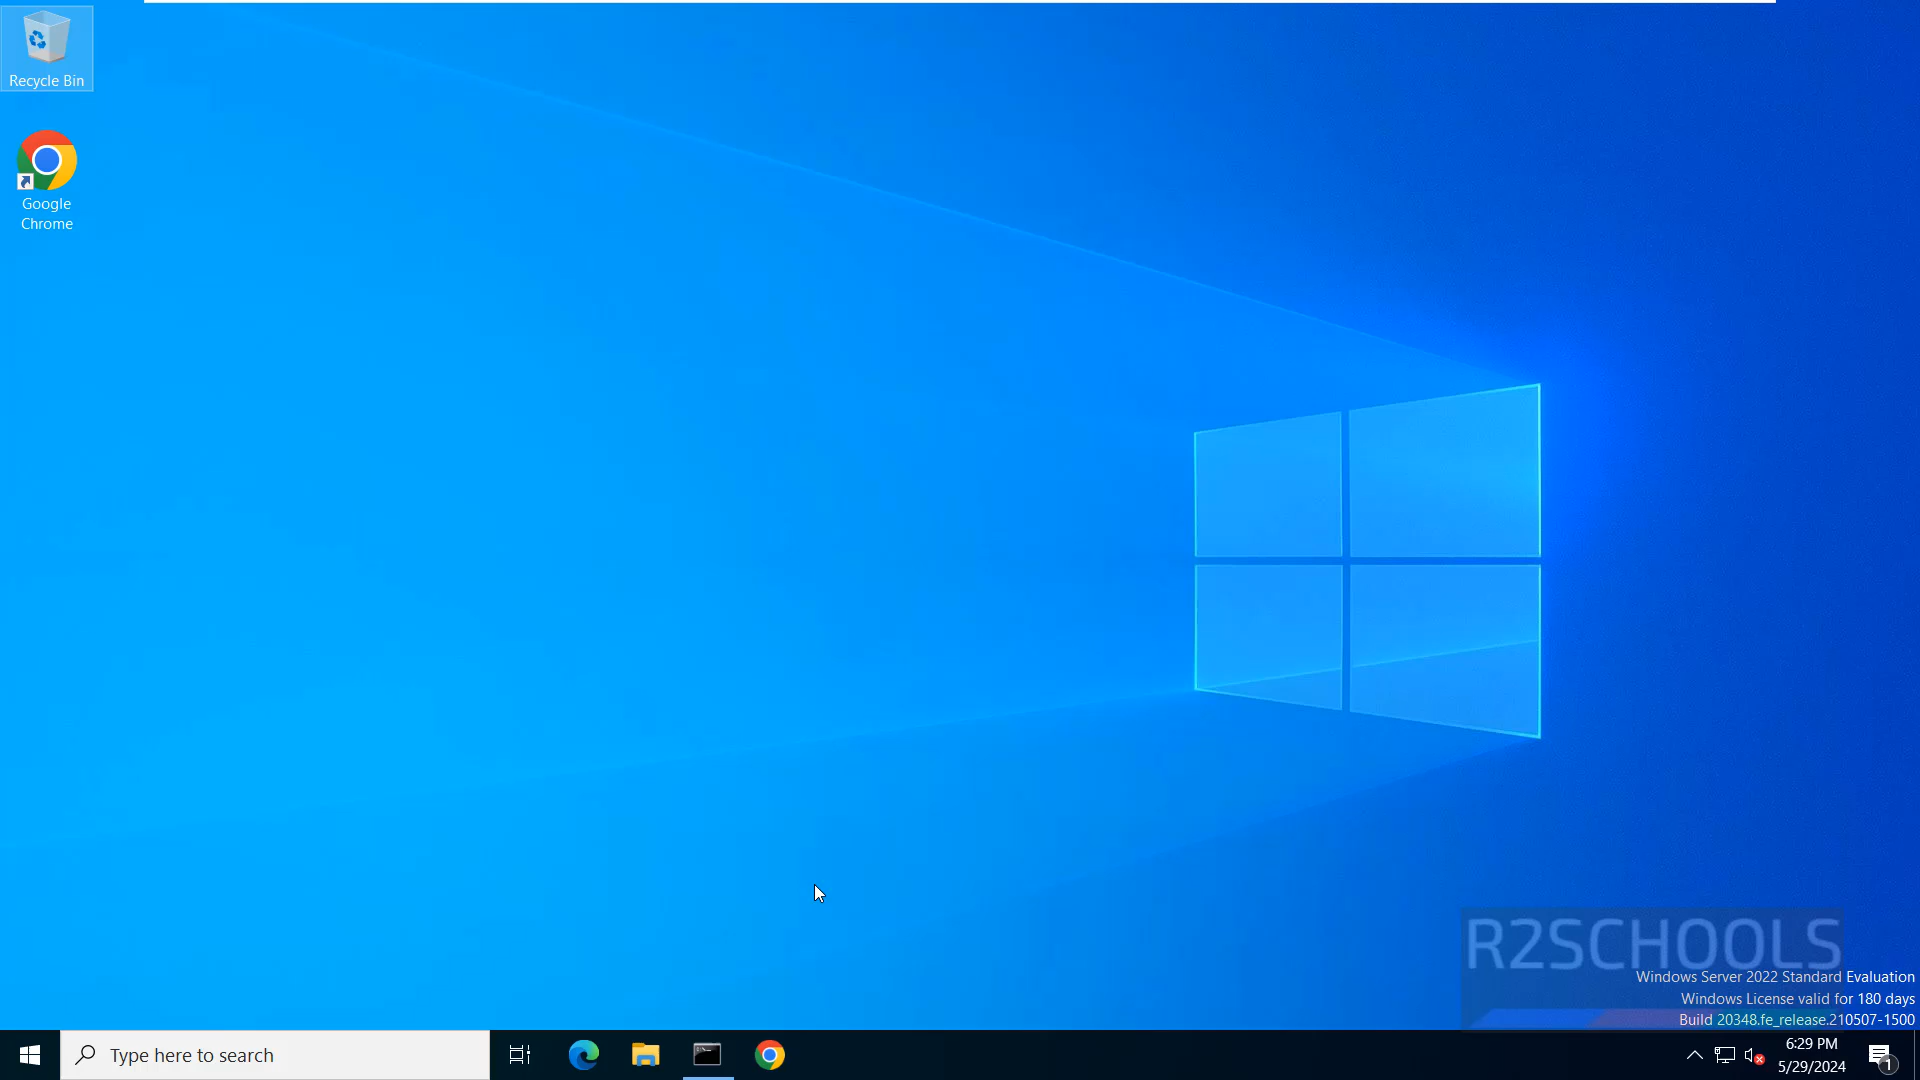 Recycle Bin
Google
Chrome
R2SCHOOLS
Windows Server 2022 Standard Evaluation
Windows License valid for 180 days
Build 20348.fe_release.210507-1500
Type here to search
6:29 PM
5/29/2024
1